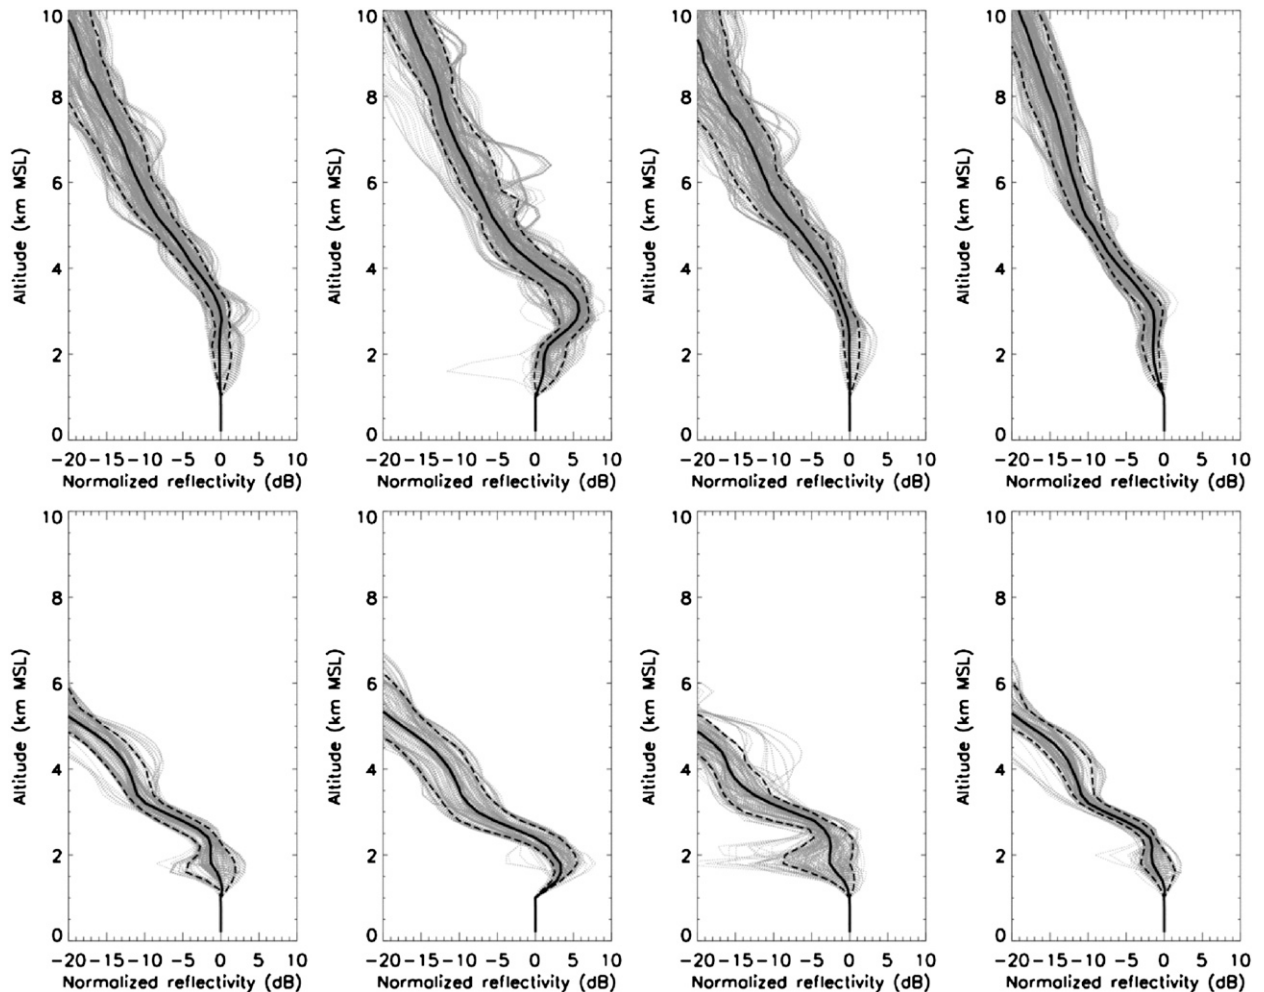 10 10 10 10
8 8 8 8
6 6 6 6
Altitude (km MSL) Altitude (km MSL) Altitude (km MSL) Altitude (km MSL)
4 4 4 4
2 2 2 2
0 0 0 0
-20 -15 -10 -5 0 5 10 -20 -15 -10 -5 0 5 10 -20 -15 -10 -5 0 5 10 -20 -15 -10 -5 0 5 10
Normalized reflectivity (dB) Normalized reflectivity (dB) Normalized reflectivity (dB) Normalized reflectivity (dB)
10 10 10 10
8 8 8 8
6 6 6 6
Altitude (km MSL) Altitude (km MSL) Altitude (km MSL) Altitude (km MSL)
4 4 4 4
2 2 2 2
0 0 0 0
-20 -15 -10 -5 0 5 10 -20 -15 -10 -5 0 5 10 -20 -15 -10 -5 0 5 10 -20 -15 -10 -5 0 5 10
Normalized reflectivity (dB) Normalized reflectivity (dB) Normalized reflectivity (dB) Normalized reflectivity (dB)